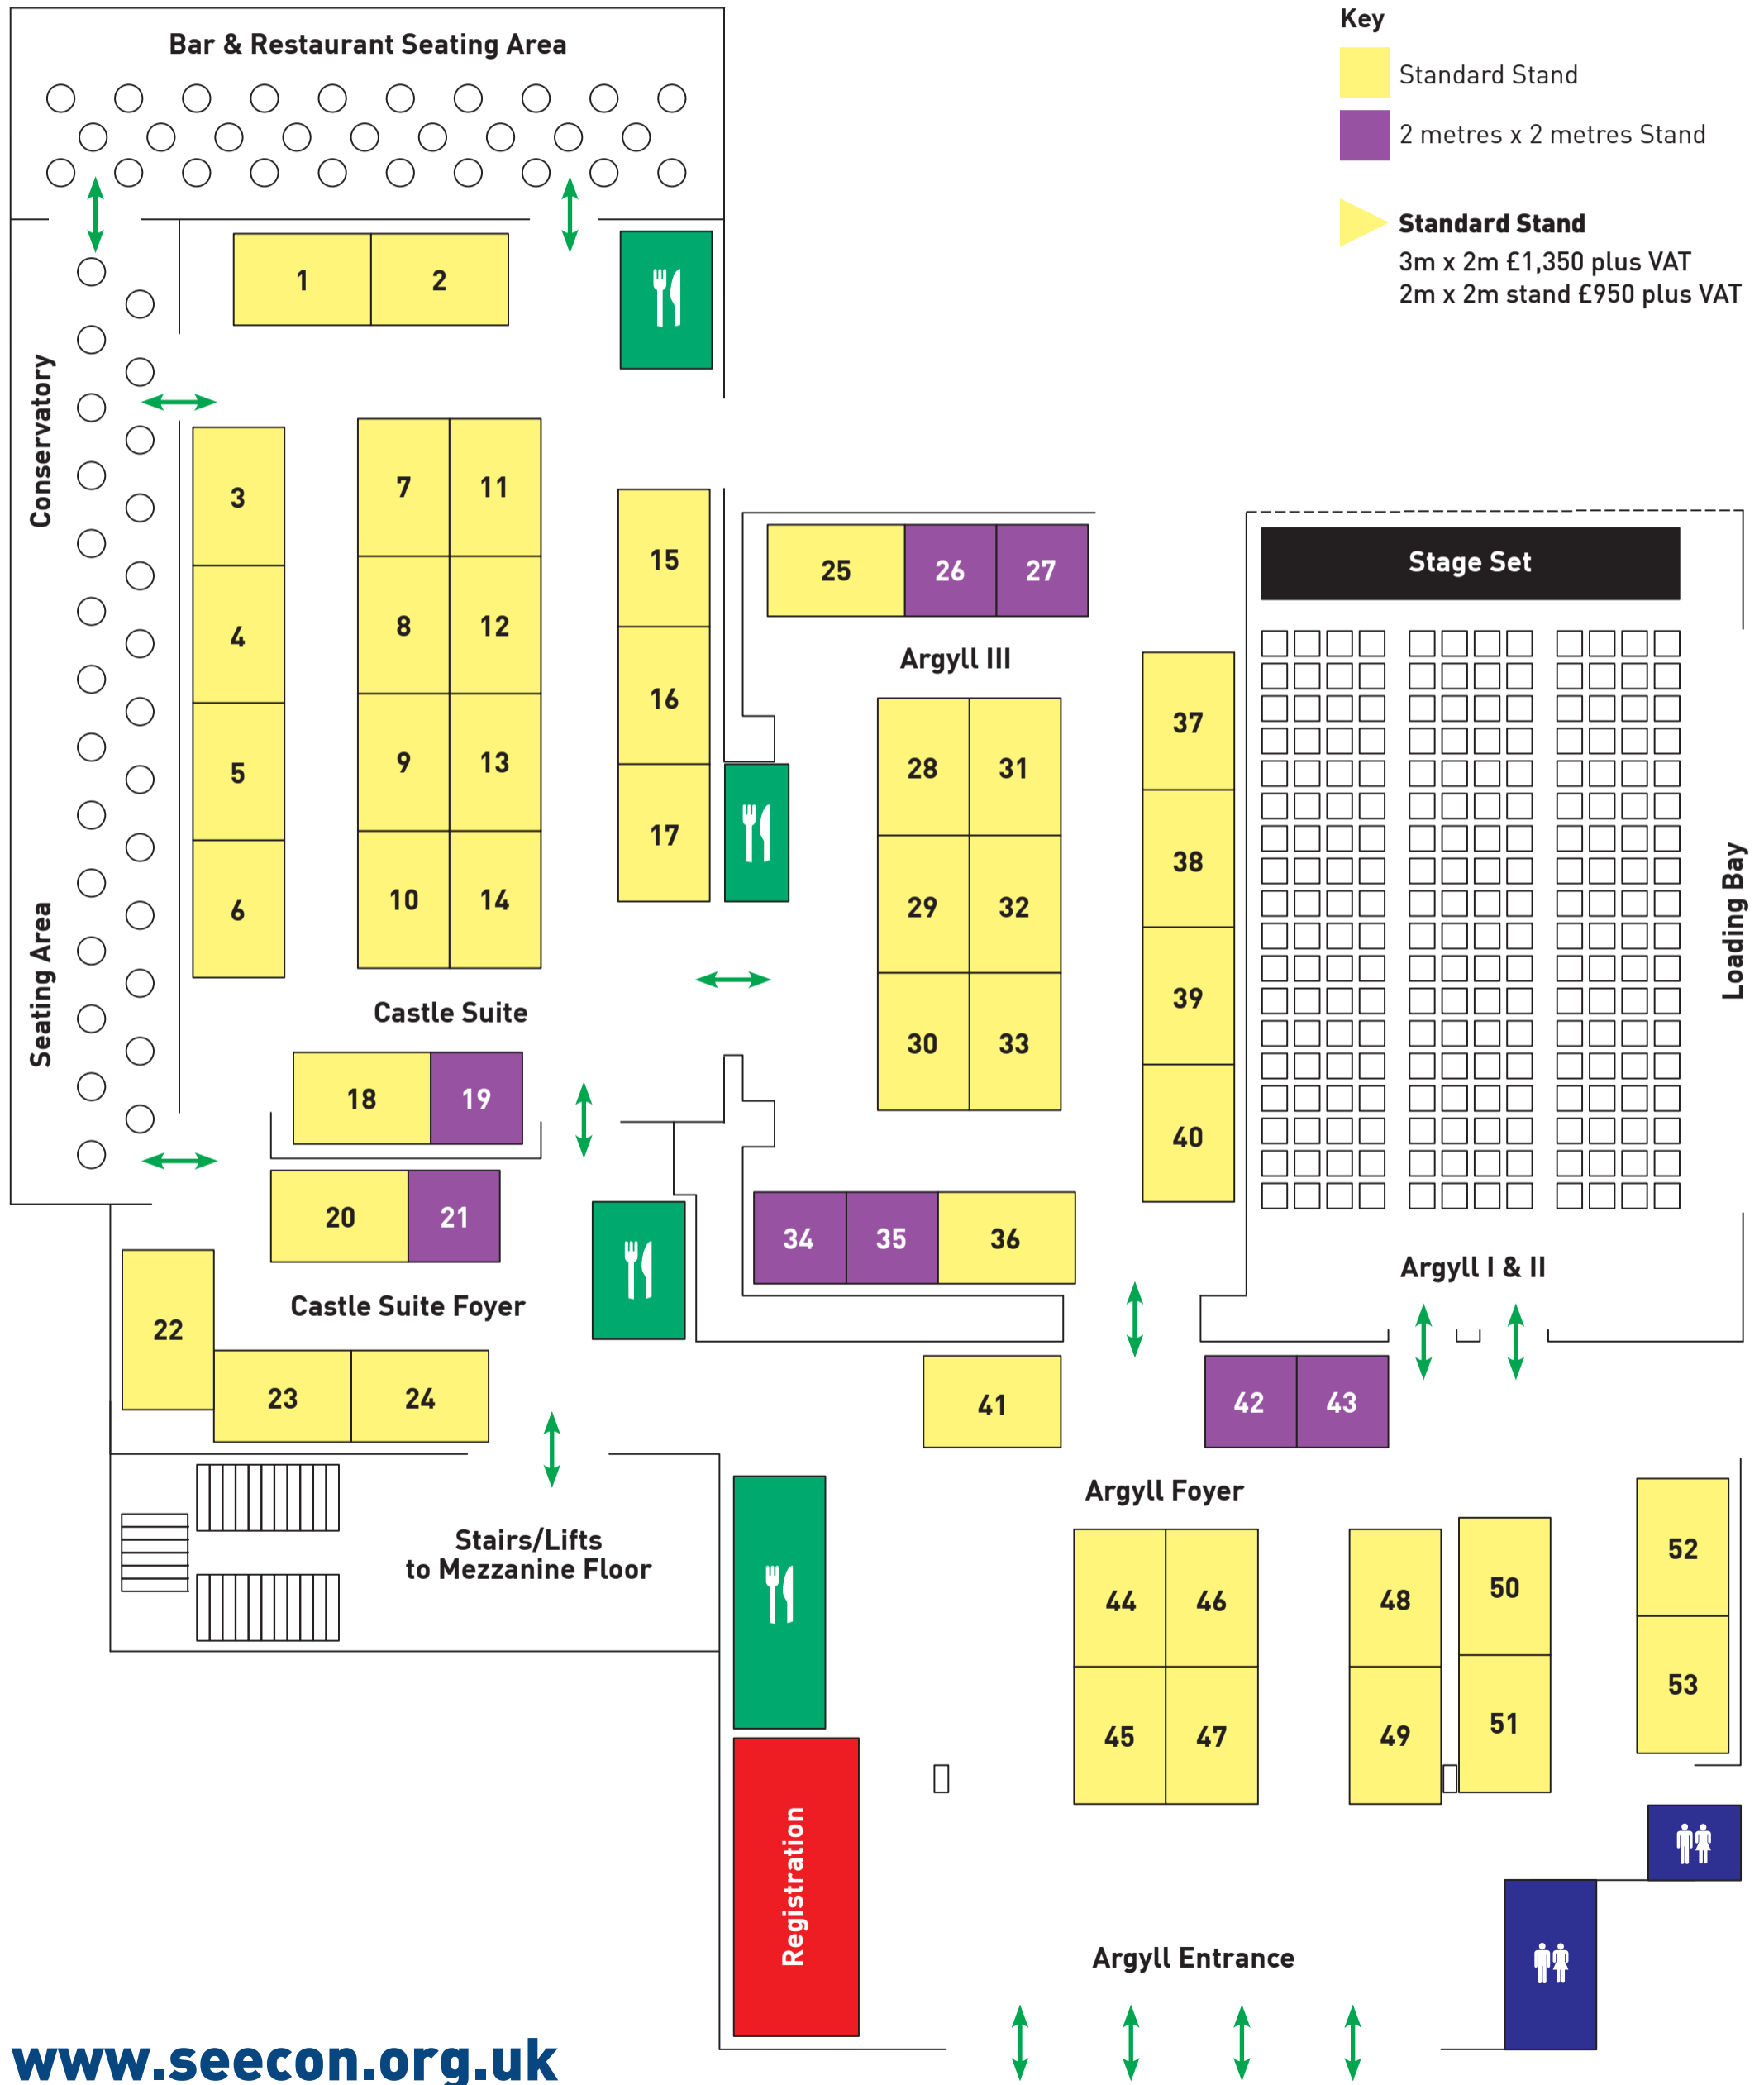 Key
Standard Stand
2 metres x 2 metres Stand
Standard Stand
3m x 2m £1,350 plus VAT
2m x 2m stand £950 plus VAT
Bar & Restaurant Seating Area
1 2
Conservatory
Seating Area
3
4
5
6
7 11
8 12
9 13
10 14
15
16
17
Castle Suite
18 19
20 21
Castle Suite Foyer
22
23 24
25 26 27
Argyll III
28 31
29 32
30 33
34 35 36
37
38
39
40
Stage Set
Loading Bay
Argyll I & II
41
42 43
Stairs/Lifts
to Mezzanine Floor
Argyll Foyer
44 46
45 47
48
49
50
51
52
53
Registration
Argyll Entrance
www.seecon.org.uk